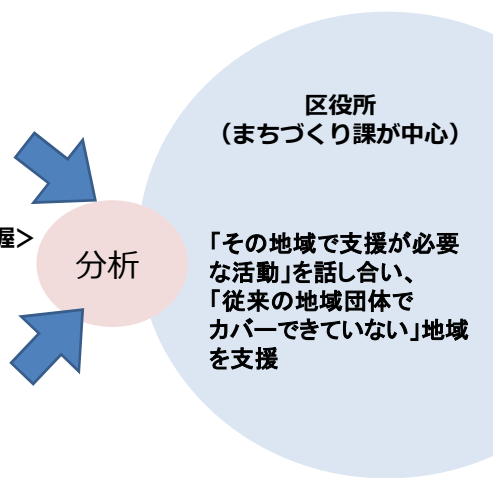 区役所
（まちづくり課が中心）
握＞
分析
「その地域で支援が必要
な活動」を話し合い、
「従来の地域団体で
カバーできていない」地域
を支援